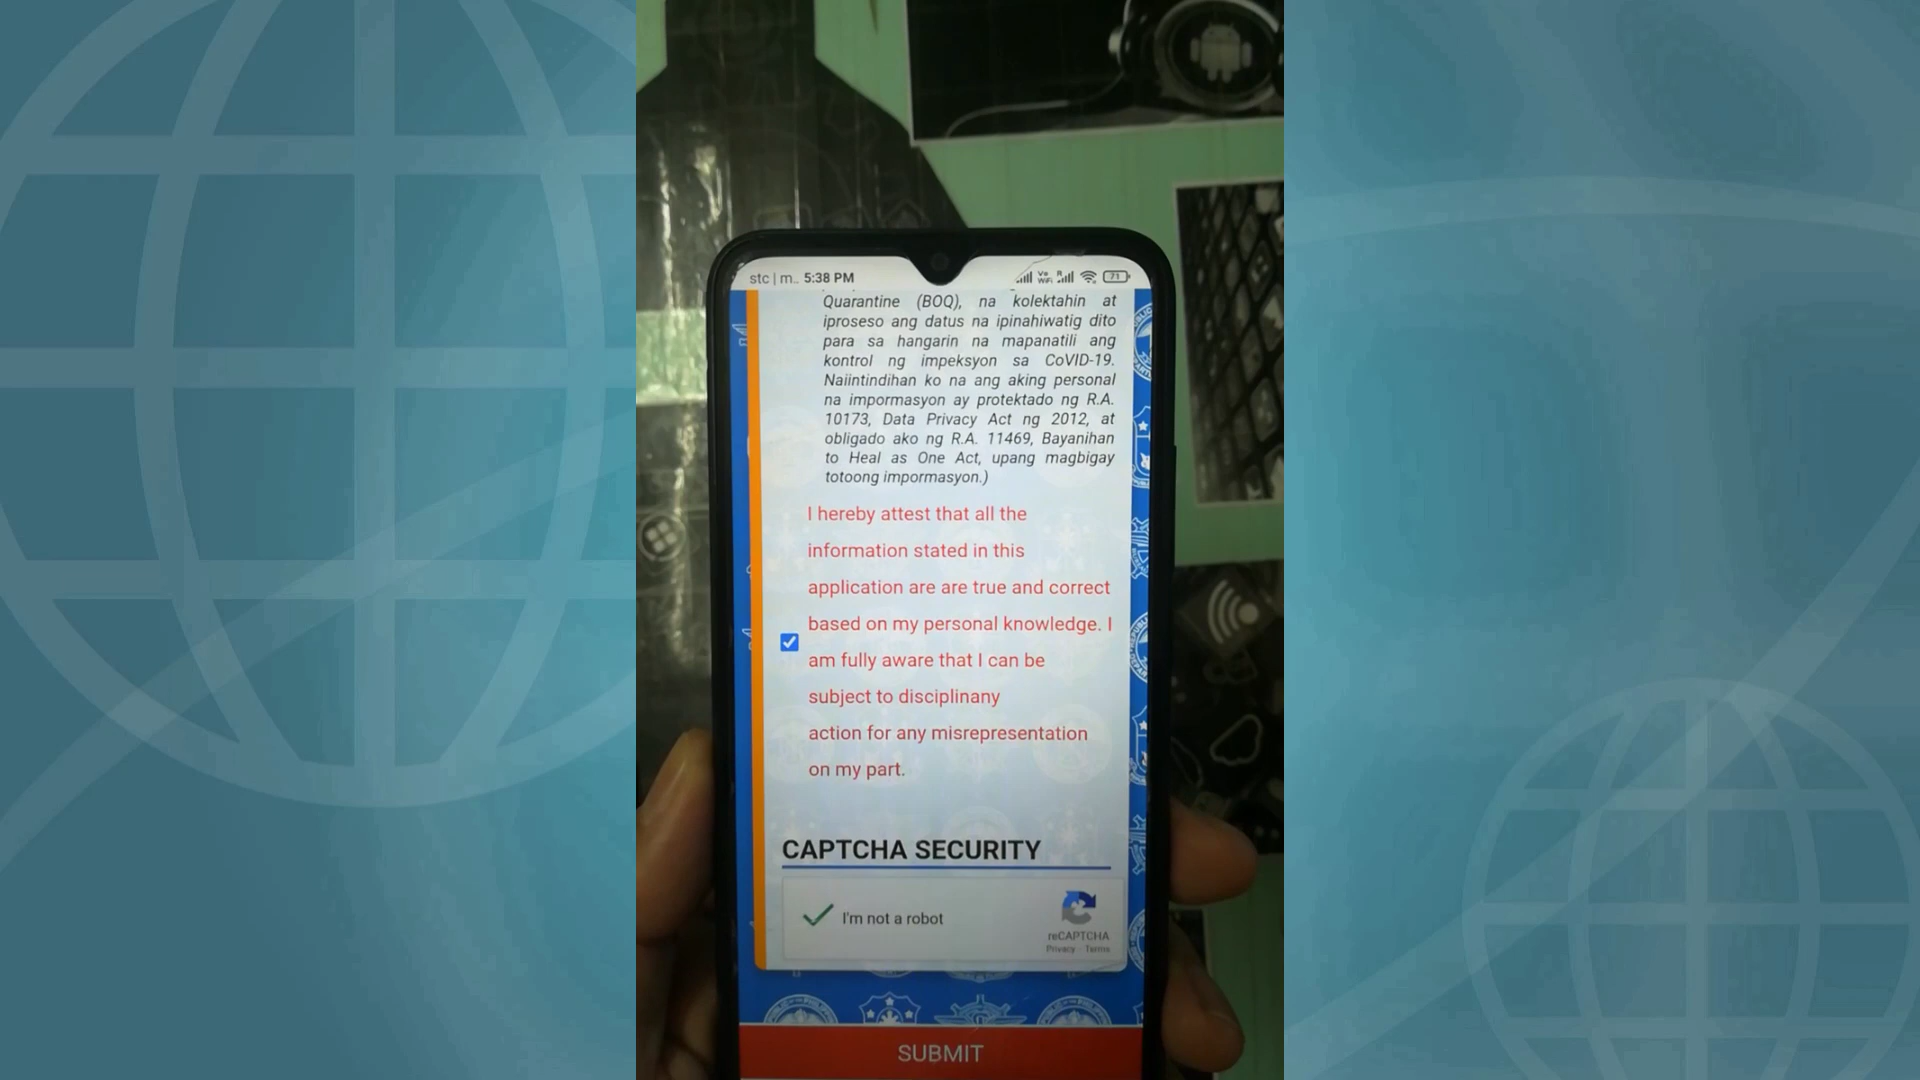 stc | m.. 5:38 PM
71
Quarantine (BOQ), na kolektahin at
iproseso ang datus na ipinahiwatig dito
para sa hangarin na mapanatili ang
kontrol ng impeksyon sa CoVID-19.
Naiintindihan ko na ang aking personal
na impormasyon ay protektado ng R.A.
10173, Data Privacy Act ng 2012, at
obligado ako ng R.A. 11469, Bayanihan
to Heal as One Act, upang magbigay
totoong impormasyon.)
I hereby attest that all the
information stated in this
application are are true and correct
based on my personal knowledge. I
am fully aware that I can be
subject to disciplinany
action for any misrepresentation
on my part.
CAPTCHA SECURITY
I'm not a robot
reCAPTCHA
Privacy - Terms
SUBMIT